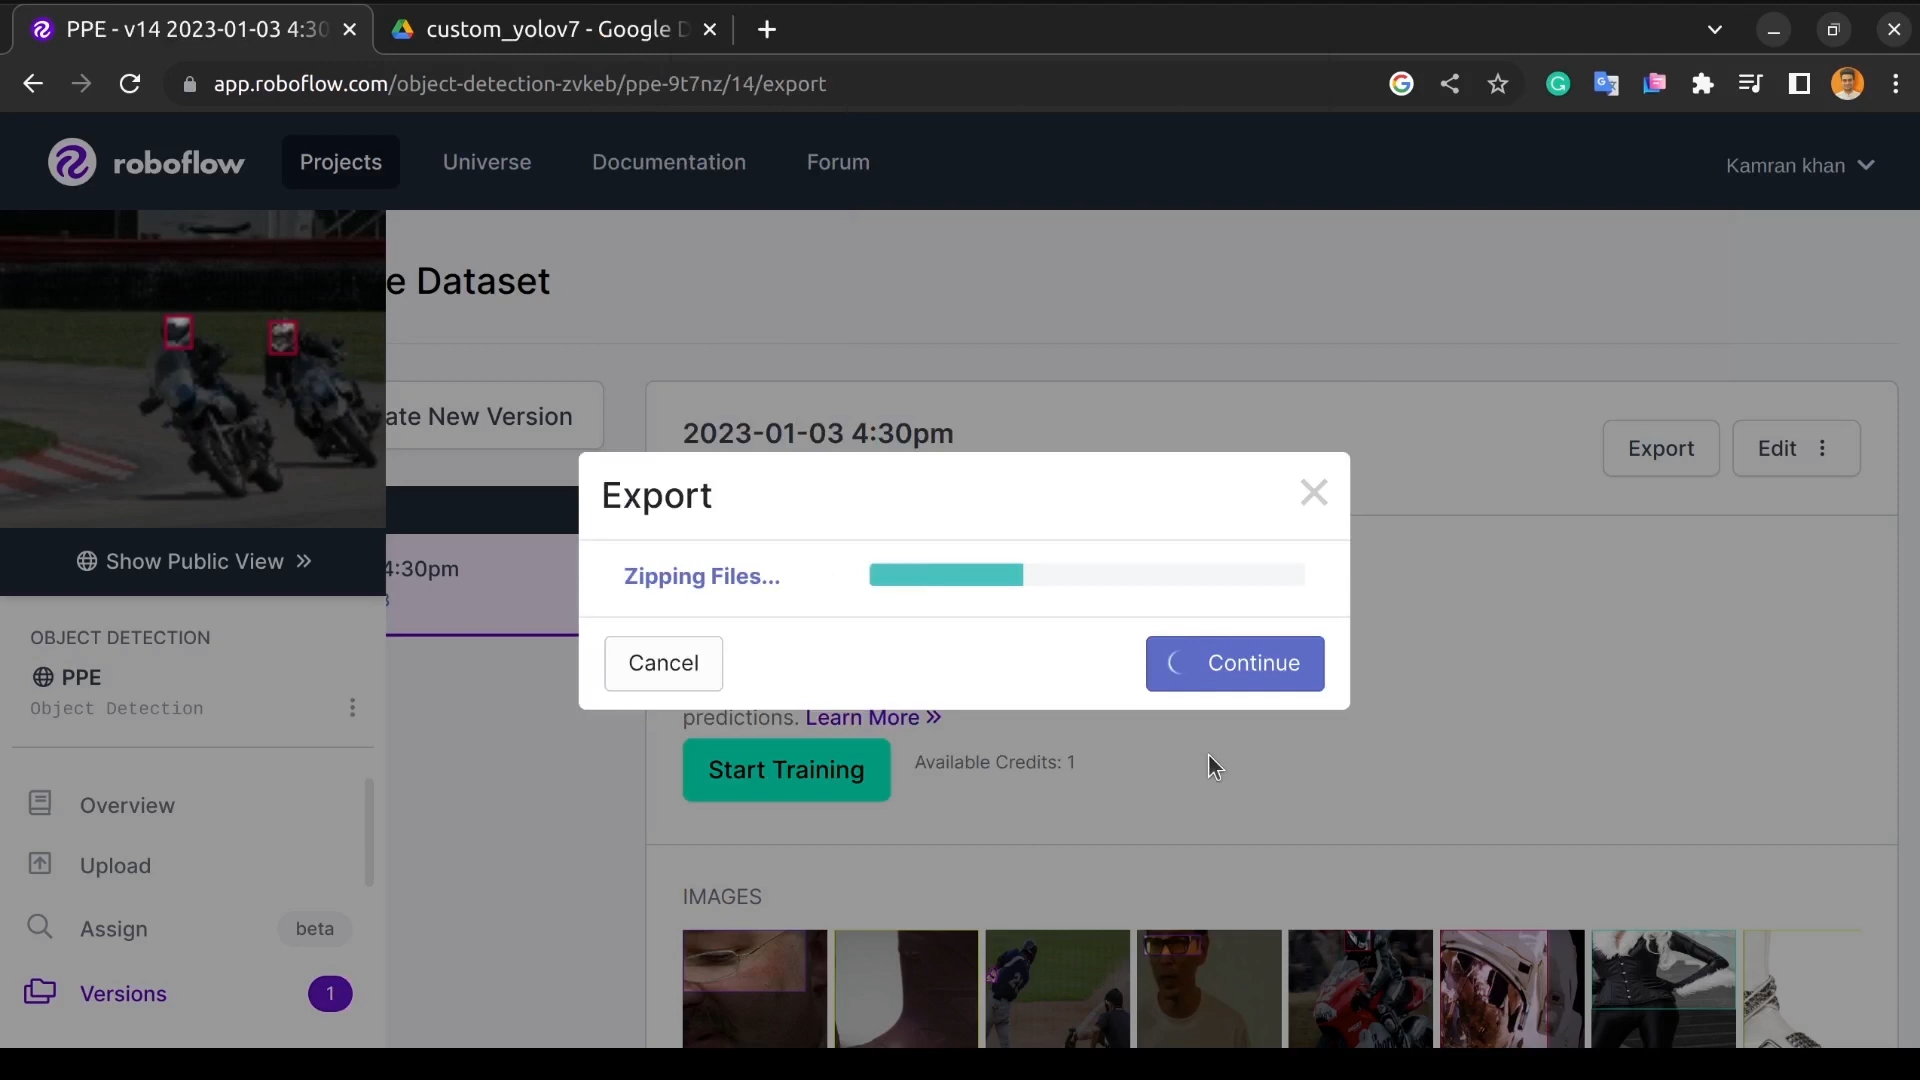 PPE - v14 2023-01-03 4:30
custom_yolov7 - Google D
app.roboflow.com/object-detection-zvkeb/ppe-9t7nz/14/export
roboflow
Projects
Universe
Documentation
Forum
Kamran khan
e Dataset
ate New Version
2023-01-03 4:30pm
Export
Edit
Export
Show Public View »
4:30pm
Zipping Files...
Cancel
Continue
OBJECT DETECTION
PPE
Object Detection
predictions. Learn More »
Start Training
Available Credits: 1
Overview
Upload
Assign
beta
Versions
1
IMAGES